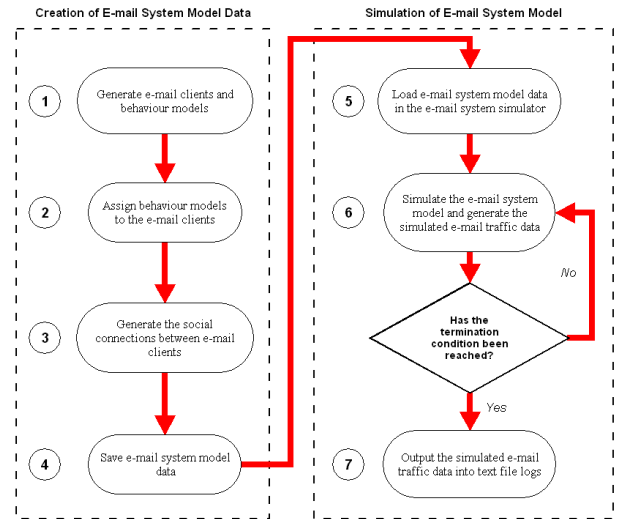 Creation of E-mail System Model Data
1
Generate e-mail clients and
behaviour models
2
Assign behaviour models
to the e-mail clients
3
Generate the social
connections between e-mail
clients
4
Save e-mail system model
data
Simulation of E-mail System Model
5
Load e-mail system model data
in the e-mail system simulator
6
Simulate the e-mail system
model and generate the
simulated e-mail traffic data
No
Has the
termination
condition been
reached?
Yes
7
Output the simulated e-mail
traffic data into text file logs